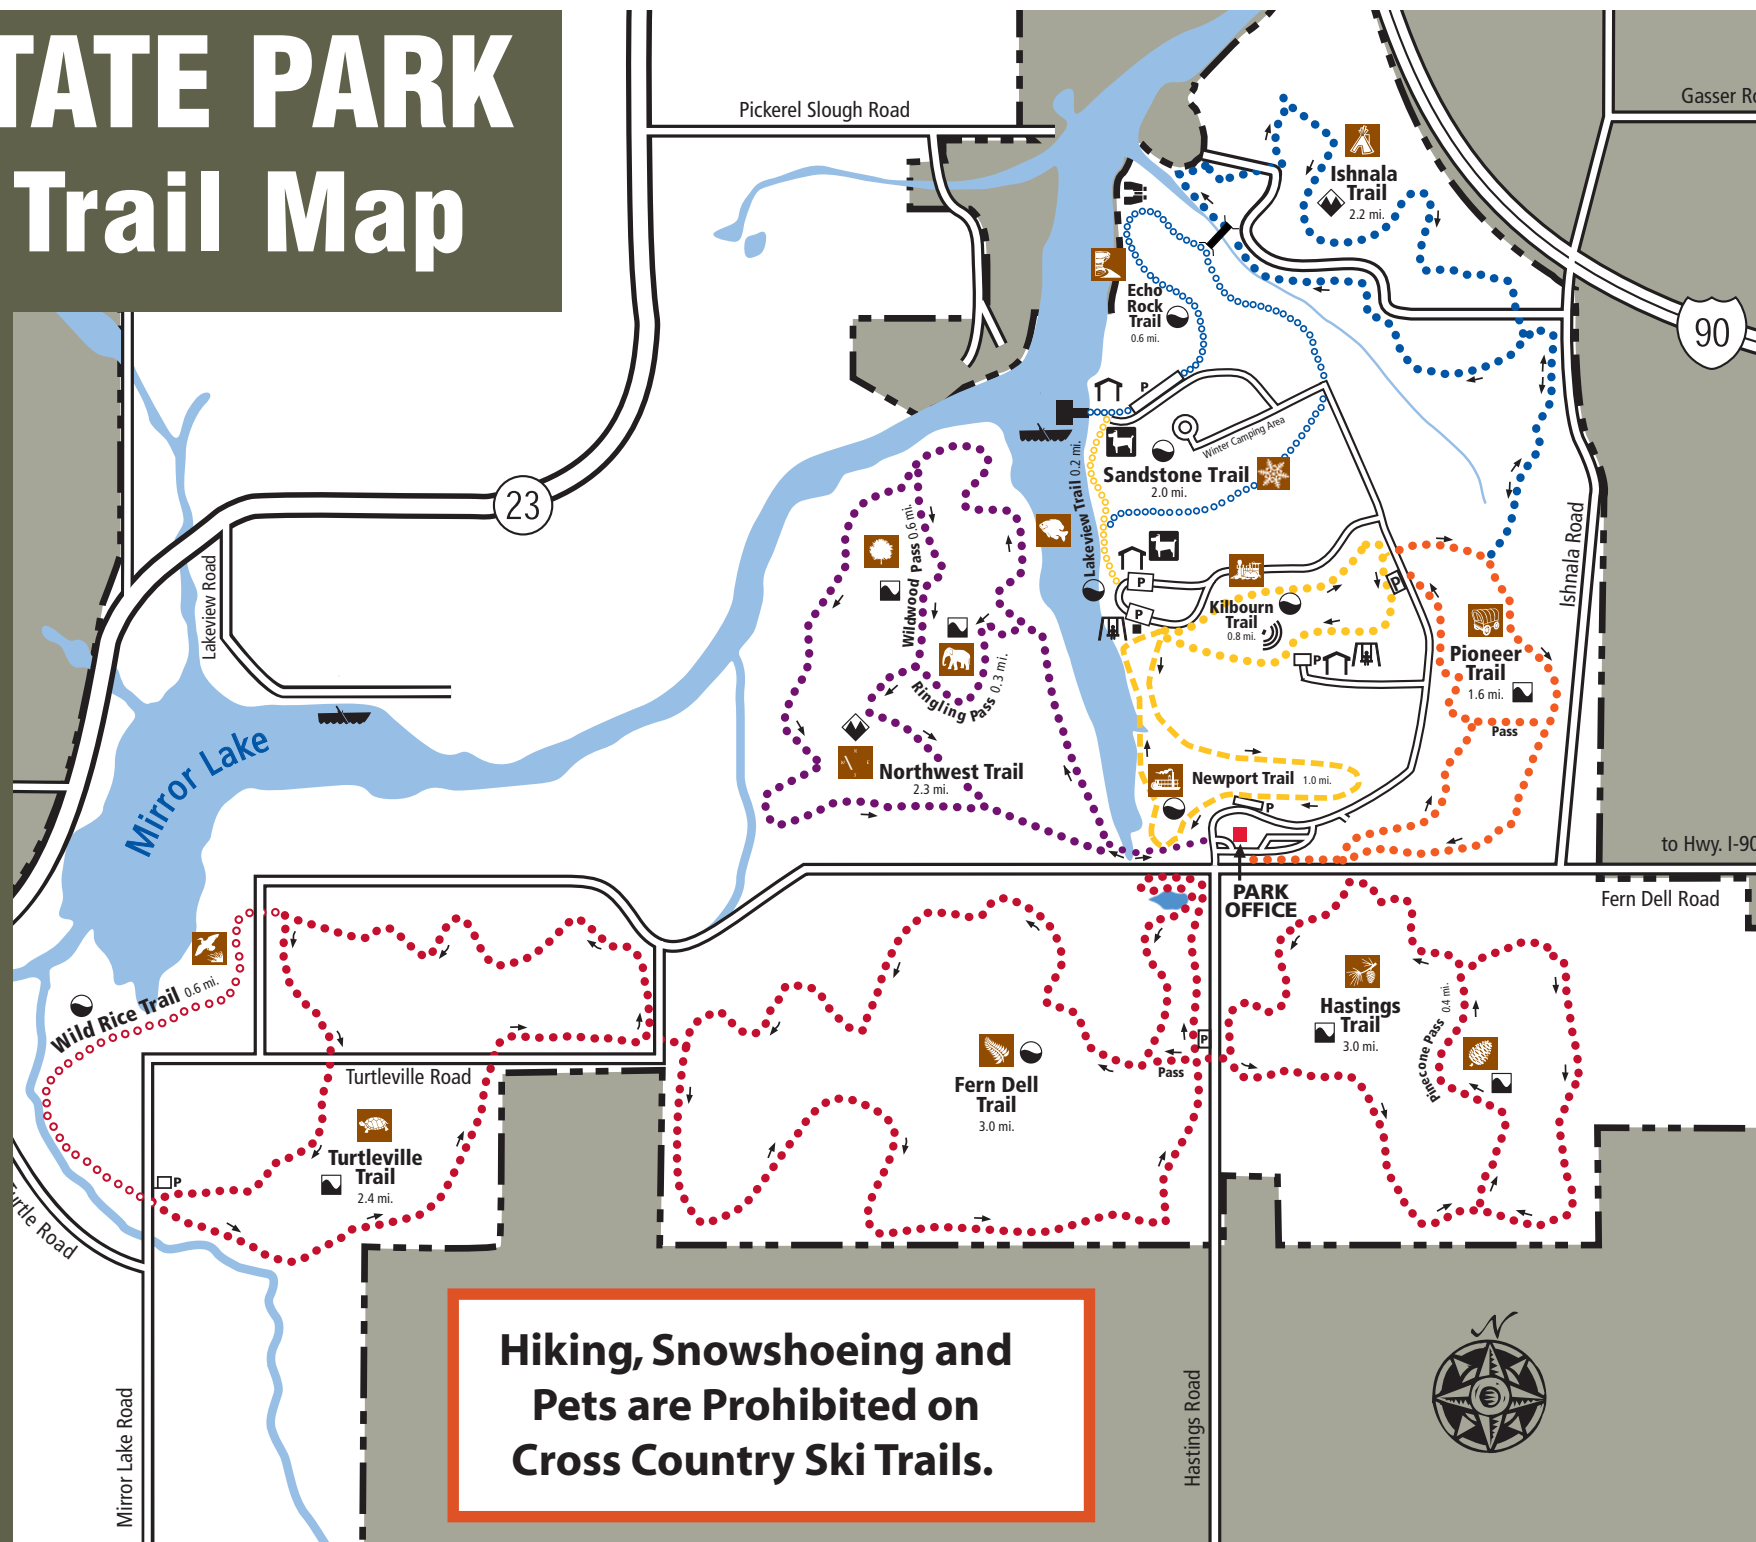 TATE PARK
Trail Map
Pickerel Slough Road
Gasser Ro
Ishnala
Trail
2.2 mi.
90
Echo
Rock
Trail
0.6 mi.
P
Winter Camping Area
Sandstone Trail
2.0 mi.
Lakeview Trail 0.2 mi.
23
Lakeview Road
Wildwood Pass 0.6 mi.
Ishnala Road
P
P
P
Kilbourn
Trail
0.8 mi.
P
Pioneer
Trail
1.6 mi.
Pass
Ringling Pass 0.3 mi.
Mirror Lake
Northwest Trail
2.3 mi.
Newport Trail 1.0 mi.
P
to Hwy. I-90
Fern Dell Road
PARK
OFFICE
Wild Rice Trail 0.6 mi.
Hastings
Trail
3.0 mi.
Pinecone Pass 0.4 mi.
P
Pass
Fern Dell
Trail
3.0 mi.
Turtleville Road
Turtleville
Trail
2.4 mi.
P
urtle Road
Mirror Lake Road
Hiking, Snowshoeing and
Pets are Prohibited on
Cross Country Ski Trails.
Hastings Road
N